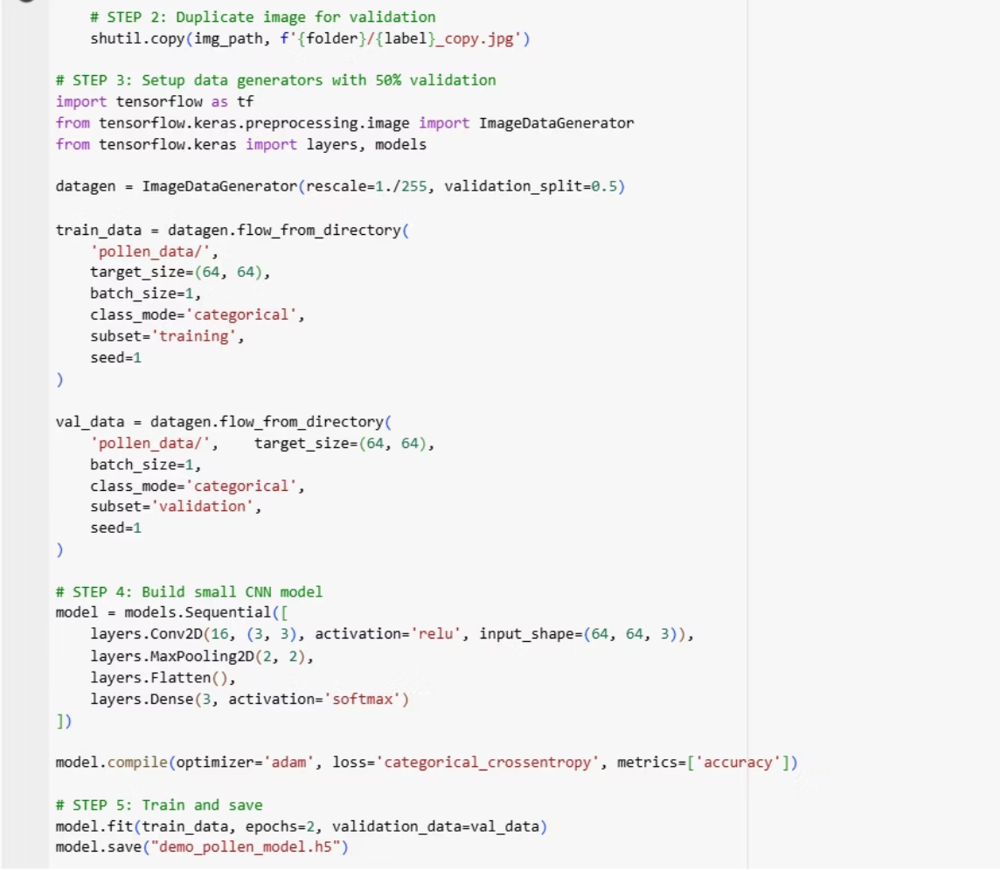 # STEP 2: Duplicate image for validation
    shutil.copy(img_path, f'{folder}/{label}_copy.jpg')

# STEP 3: Setup data generators with 50% validation
import tensorflow as tf
from tensorflow.keras.preprocessing.image import ImageDataGenerator
from tensorflow.keras import layers, models

datagen = ImageDataGenerator(rescale=1./255, validation_split=0.5)

train_data = datagen.flow_from_directory(
    'pollen_data/',
    target_size=(64, 64),
    batch_size=1,
    class_mode='categorical',
    subset='training',
    seed=1
)

val_data = datagen.flow_from_directory(
    'pollen_data/',    target_size=(64, 64),
    batch_size=1,
    class_mode='categorical',
    subset='validation',
    seed=1
)

# STEP 4: Build small CNN model
model = models.Sequential([
    layers.Conv2D(16, (3, 3), activation='relu', input_shape=(64, 64, 3)),
    layers.MaxPooling2D(2, 2),
    layers.Flatten(),
    layers.Dense(3, activation='softmax')
])

model.compile(optimizer='adam', loss='categorical_crossentropy', metrics=['accuracy'])

# STEP 5: Train and save
model.fit(train_data, epochs=2, validation_data=val_data)
model.save("demo_pollen_model.h5")